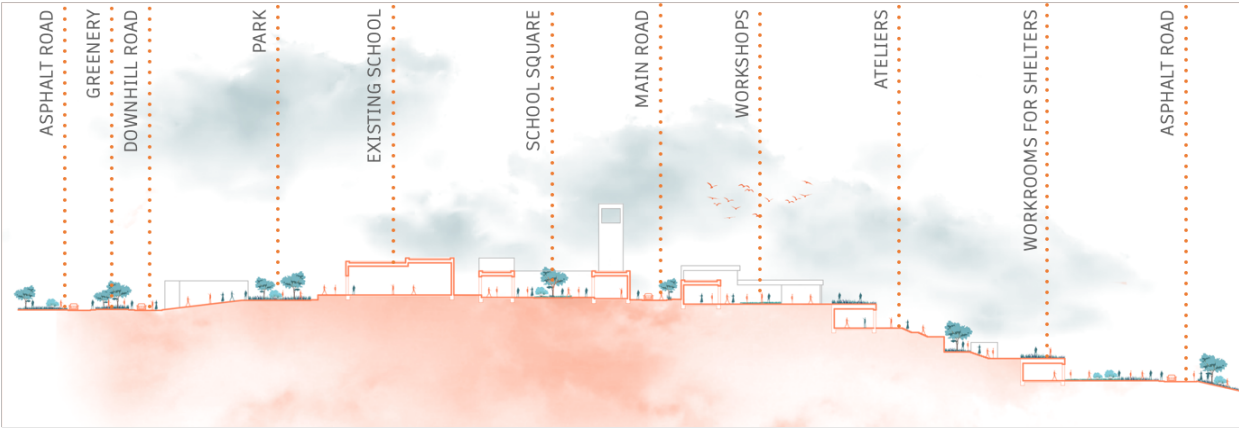 ASPHALT ROAD
GREENERY
DOWNHILL ROAD
PARK
EXISTING SCHOOL
SCHOOL SQUARE
MAIN ROAD
WORKSHOPS
ATELIERS
WORKROOMS FOR SHELTERS
ASPHALT ROAD